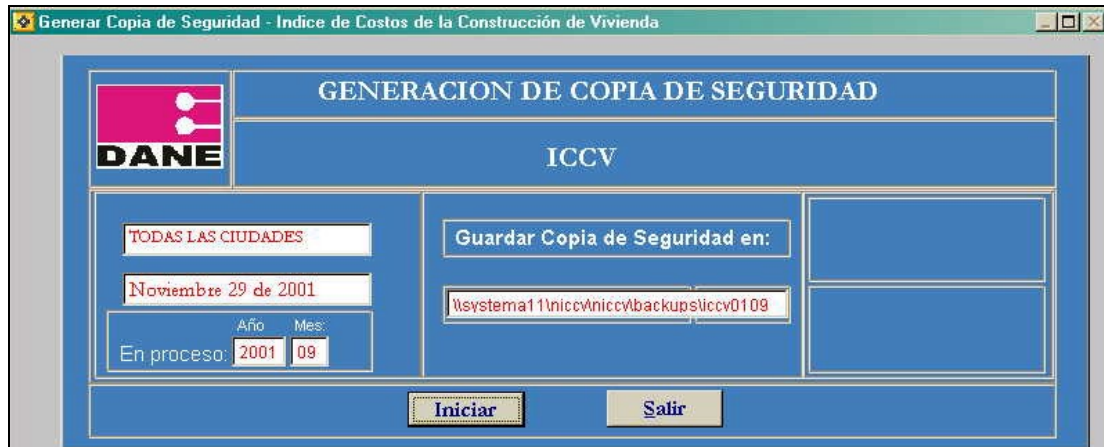 Generar Copia de Seguridad - Indice de Costos de la Construcción de Vivienda
GENERACION DE COPIA DE SEGURIDAD
DANE
ICCV
TODAS LAS CIUDADES
Noviembre 29 de 2001
Año Mes:
En proceso: 2001 09
Guardar Copia de Seguridad en:
\\systema11\niccv\niccv\backups\iccv0109
Iniciar
Salir